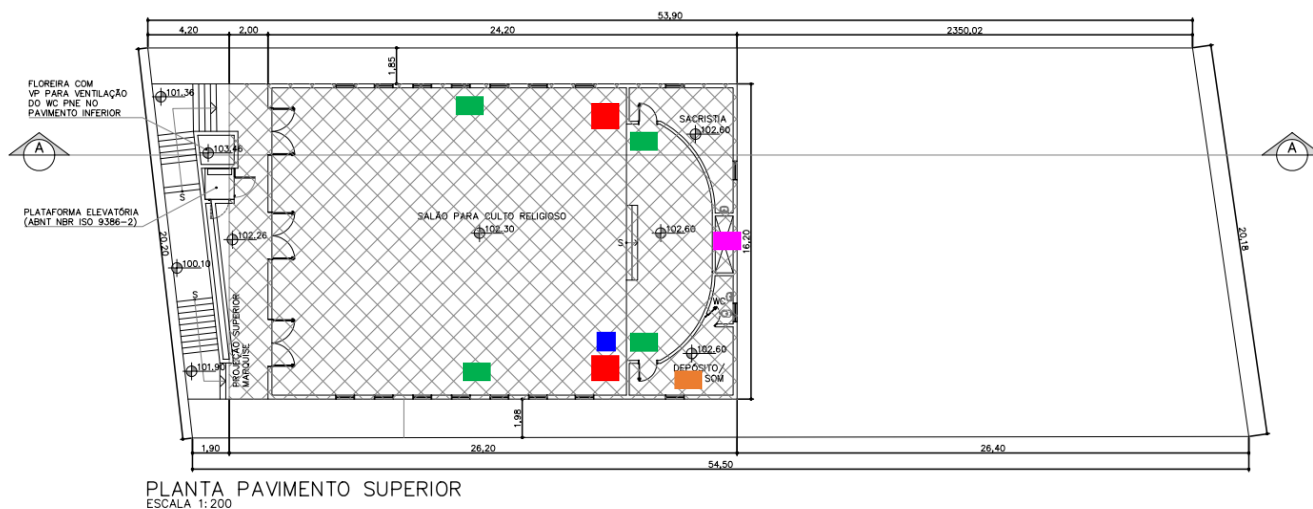 53,90
4,20
2,00
24,20
2350,02
1,85
FLOREIRA COM
VP PARA VENTILAÇÃO
DO WC PNE NO
PAVIMENTO INFERIOR
101.36
SACRISTIA
102.60
A
A
103.46
S
PLATAFORMA ELEVATÓRIA
(ABNT NBR ISO 9386-2)
SALÃO PARA CULTO RELIGIOSO
102.30
102.60
S
102.26
16,20
20,20
20,18
100.10
S
WC
PROJEÇÃO SUPERIOR
MARQUISE
102.60
101.90
DEPÓSITO/
SOM
1,98
1,90
26,20
26,40
54,50
PLANTA PAVIMENTO SUPERIOR
ESCALA 1:200